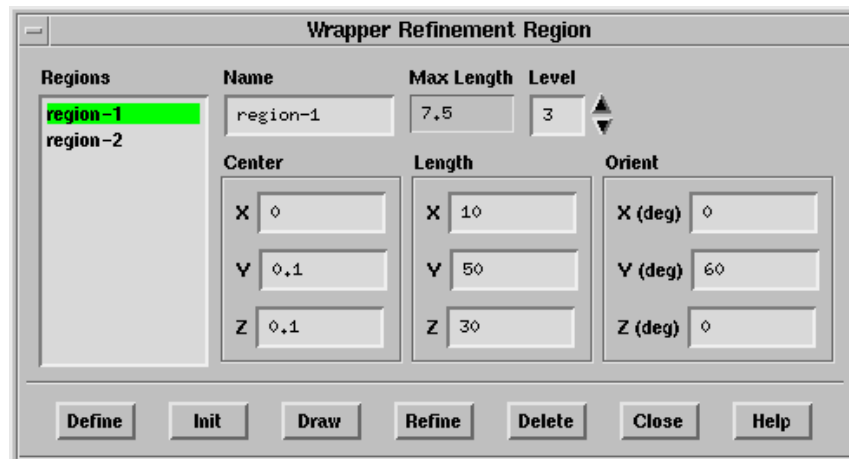 Wrapper Refinement Region
Regions Name Max Length Level
region-1 region-1 7.5 3
region-2
Center Length Orient
X 0 X 10 X (deg) 0
Y 0.1 Y 50 Y (deg) 60
Z 0.1 Z 30 Z (deg) 0
Define Init Draw Refine Delete Close Help